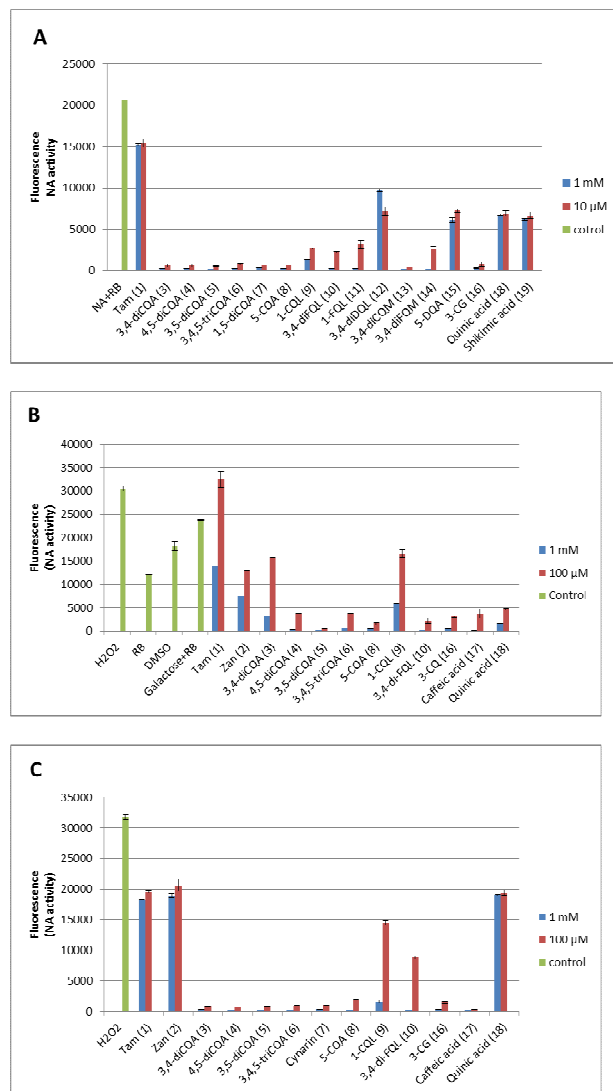 A
25000
20000
15000
10000
5000
0
Fluorescence
NA activity
1 mM
10 µM
cotrol
NA+RB
Tam (1)
3,4-diCQA (3)
4,5-diCQA (4)
3,5-diCQA (5)
3,4,5-triCQA (6)
1,5-diCQA (7)
5-CQA (8)
1-CQL (9)
3,4-diFQL (10)
1-FQL (11)
3,4-diDQL (12)
3,4-diCQM (13)
3,4-diFQM (14)
5-DQA (15)
3-CG (16)
Quinic acid (18)
Shikimic acid (19)
B
40000
35000
30000
25000
20000
15000
10000
5000
0
Fluorescence
(NA activity)
1 mM
100 µM
Control
H2O2
RB
DMSO
Galactose+RB
Tam (1)
Zan (2)
3,4-diCQA (3)
4,5-diCQA (4)
3,5-diCQA (5)
3,4,5-triCQA (6)
5-CQA (8)
1-CQL (9)
3,4-di-FQL (10)
3-CQ (16)
Caffeic acid (17)
Quinic acid (18)
C
35000
30000
25000
20000
15000
10000
5000
0
Fluorescence
(NA activity)
1 mM
100 µM
control
H2O2
Tam (1)
Zan (2)
3,4-diCOA (3)
4,5-diCOA (4)
3,5-diCOA (5)
3,4,5-triCOA (6)
Cynarin (7)
5-COA (8)
1-CQL (9)
3,4-di-FQL (10)
3-CG (16)
Caffeic acid (17)
Quinic acid (18)